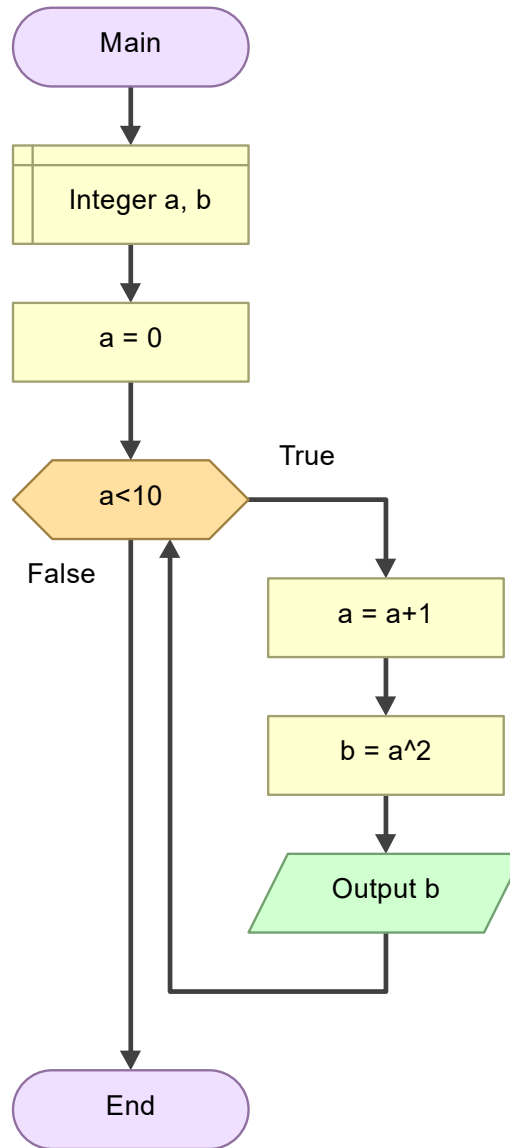 Main
Integer a, b
a = 0
a<10
True
False
a = a+1
b = a^2
Output b
End